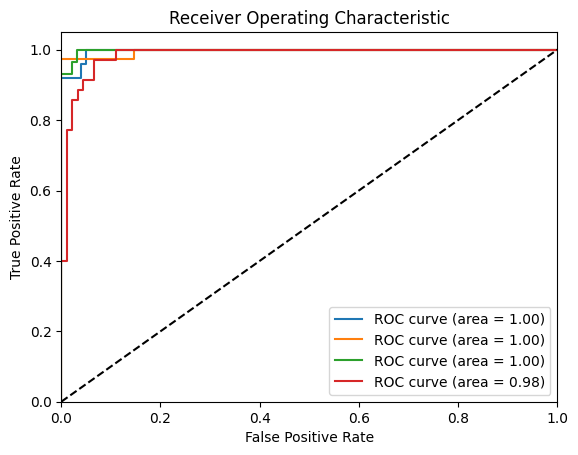 Receiver Operating Characteristic
True Positive Rate
1.0
0.8
0.6
0.4
0.2
0.0
ROC curve (area = 1.00)
ROC curve (area = 1.00)
ROC curve (area = 1.00)
ROC curve (area = 0.98)
0.0 0.2 0.4 0.6 0.8 1.0
False Positive Rate